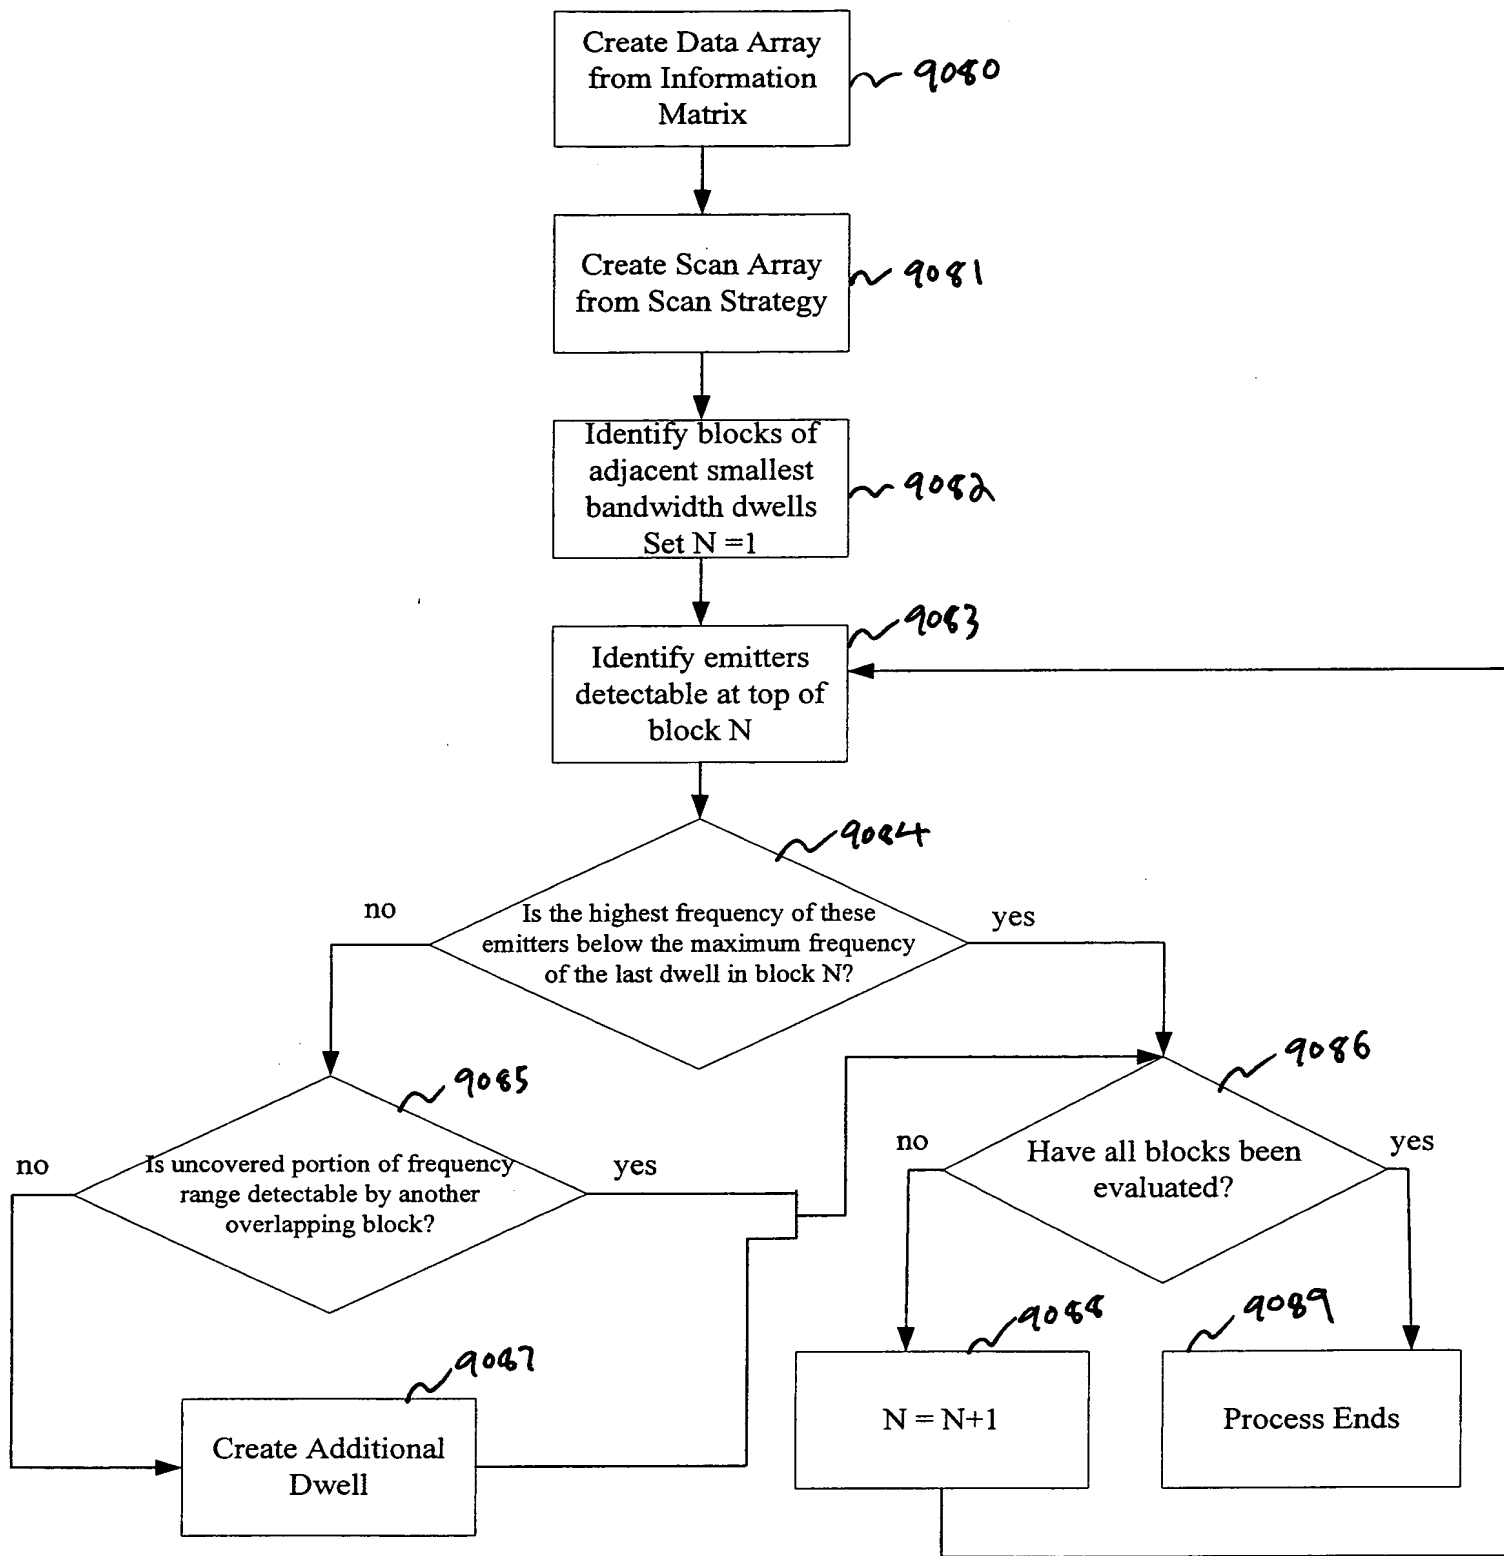 Create Data Array
from Information
Matrix
9080
Create Scan Array
from Scan Strategy
9081
Identify blocks of
adjacent smallest
bandwidth dwells
Set N =1
9082
Identify emitters
detectable at top of
block N
9083
9084
no
Is the highest frequency of these
emitters below the maximum frequency
of the last dwell in block N?
yes
9085
no
Is uncovered portion of frequency
range detectable by another
overlapping block?
yes
9086
no
Have all blocks been
evaluated?
yes
9087
Create Additional
Dwell
9088
N = N+1
9089
Process Ends